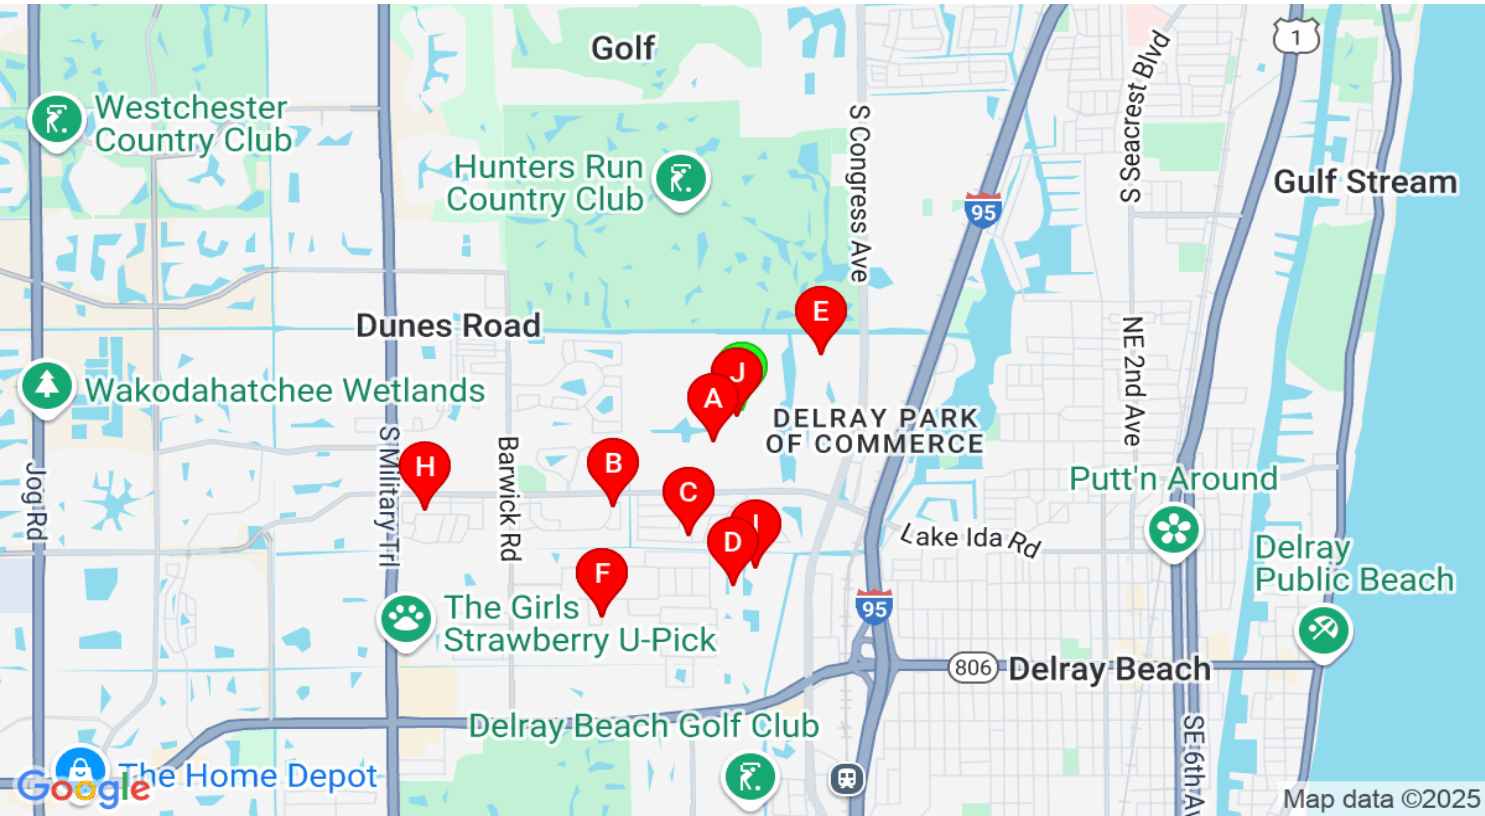 Golf
1
S Seacrest Blvd
Westchester
Country Club
S Congress Ave
Hunters Run
Country Club
95
Gulf Stream
E
Dunes Road
NE 2nd Ave
J
A
Wakodahatchee Wetlands
DELRAY PARK
OF COMMERCE
S Military Trl
Barwick Rd
H
B
Jog Rd
C
Putt'n Around
I
D
Lake Ida Rd
Delray
Public Beach
F
The Girls
Strawberry U-Pick
95
806
Delray Beach
Delray Beach Golf Club
SE 6th Av
The Home Depot
Google
Map data ©2025